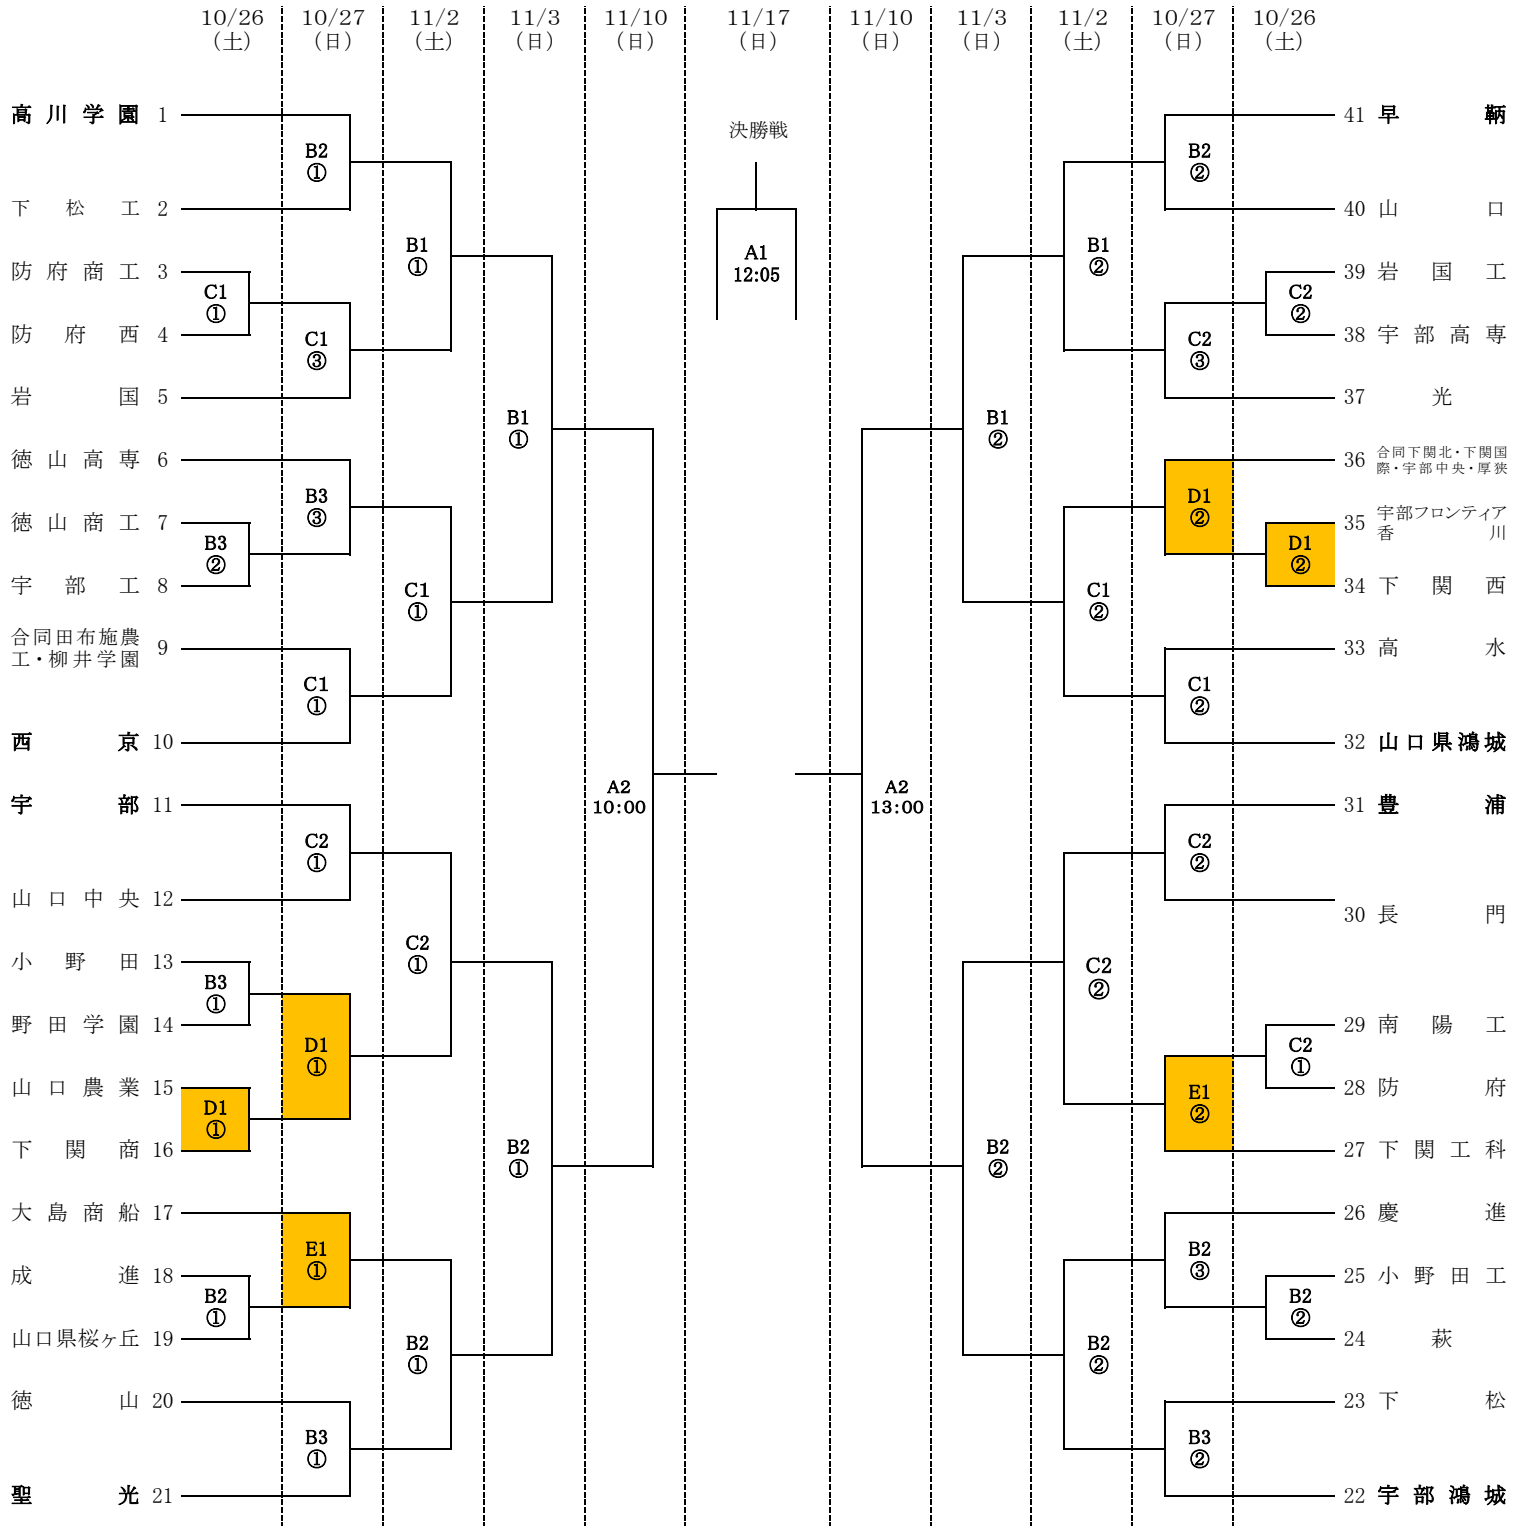 10/26 10/27 11/2 11/3 11/10 11/17 11/10 11/3 11/2 10/27 10/26
（土） （日） （土） （日） （日） （日） （日） （日） （土） （日） （土）
高川学園 1
下松工 2
防府商工 3
防府西 4
岩国 5
徳山高専 6
徳山商工 7
宇部工 8
合同田布施農
工・柳井学園 9
西京 10
宇部 11
山口中央 12
小野田 13
野田学園 14
山口農業 15
下関商 16
大島商船 17
成進 18
山口県桜ヶ丘 19
徳山 20
聖光 21
C1
①
B3
②
B3
①
D1
①
B2
①
B2
①
C1
③
B3
③
C1
①
C2
①
D1
①
E1
①
B3
①
B1
①
C1
①
C2
①
B2
①
B1
①
B2
①
A2
10:00
決勝戦
A1
12:05
A2
13:00
B1
②
B2
②
B1
②
C1
②
C2
②
B2
②
B2
②
C2
③
D1
②
C1
②
C2
②
E1
②
B2
③
B3
②
C2
②
D1
②
C2
①
B2
②
41 早鞆
40 山口
39 岩国工
38 宇部高専
37 光
36 合同下関北・下関国
際・宇部中央・厚狭
35 宇部フロンティア
香川
34 下関西
33 高水
32 山口県鴻城
31 豊浦
30 長門
29 南陽工
28 防府
27 下関工科
26 慶進
25 小野田工
24 萩
23 下松
22 宇部鴻城